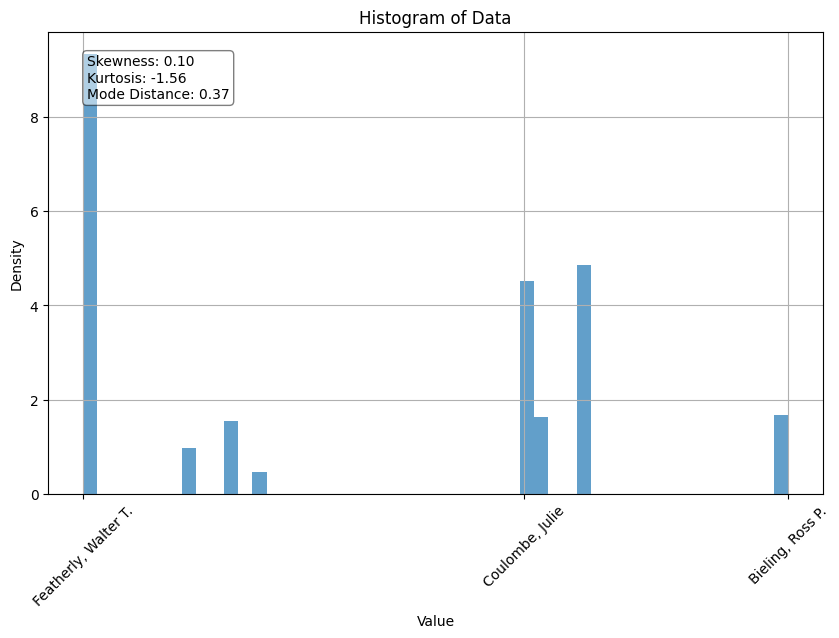 Histogram of Data
Skewness: 0.10
Kurtosis: -1.56
Mode Distance: 0.37
Density
8
6
4
2
0
Featherly, Walter T.
Coulombe, Julie
Bieling, Ross P.
Value